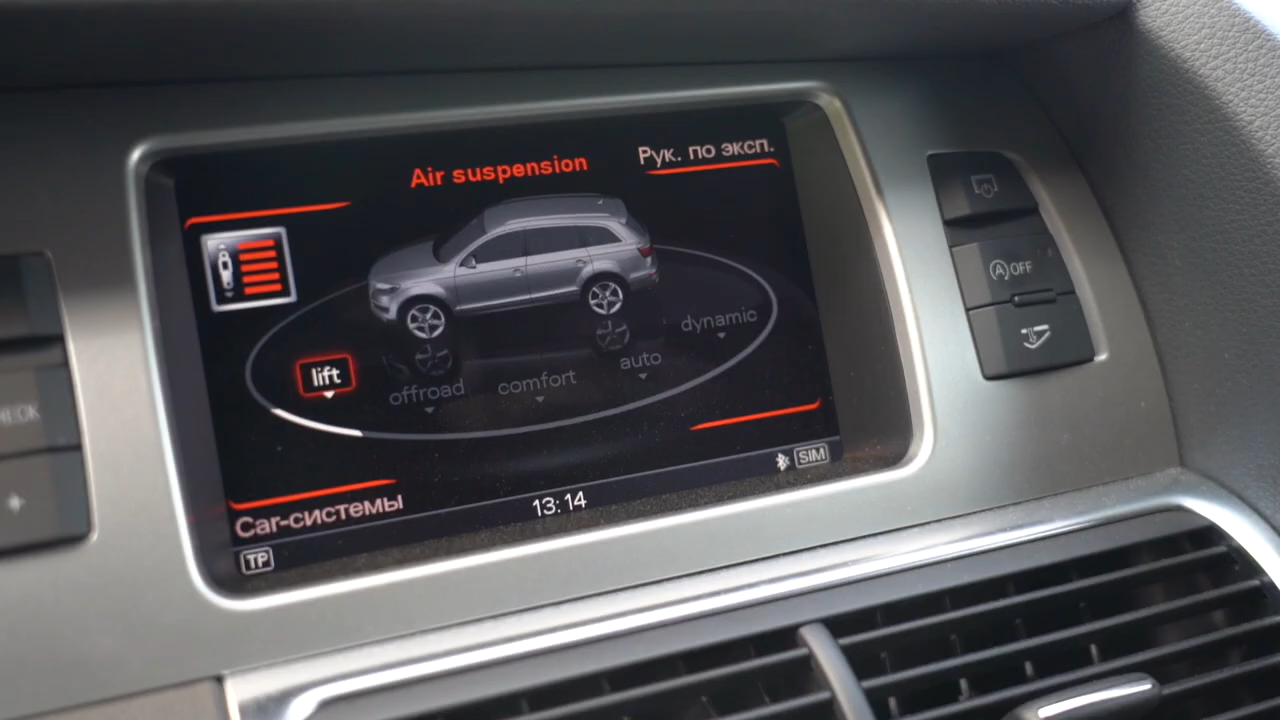 Air suspension
Рук. по эксп.
lift
offroad
comfort
auto
dynamic
SIM
Car-системы
13:14
TP
A OFF